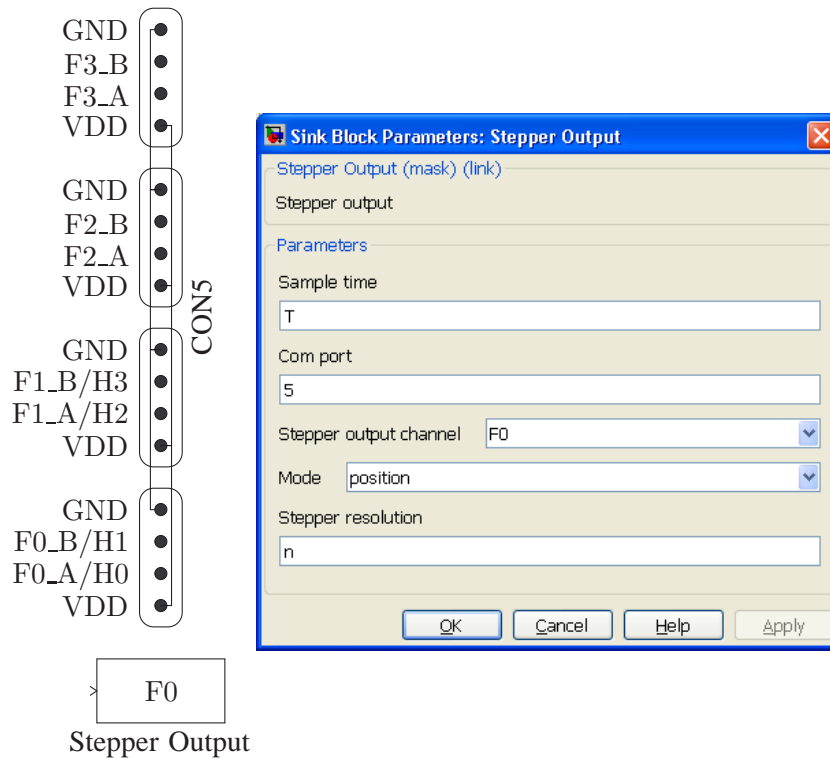 GND
F3_B
F3_A
VDD
GND
F2_B
F2_A
VDD
CON5
GND
F1_B/H3
F1_A/H2
VDD
GND
F0_B/H1
F0_A/H0
VDD
F0
Stepper Output
Sink Block Parameters: Stepper Output
Stepper Output (mask) (link)
Stepper output
Parameters
Sample time
T
Com port
5
Stepper output channel F0
Mode position
Stepper resolution
n
OK Cancel Help Apply